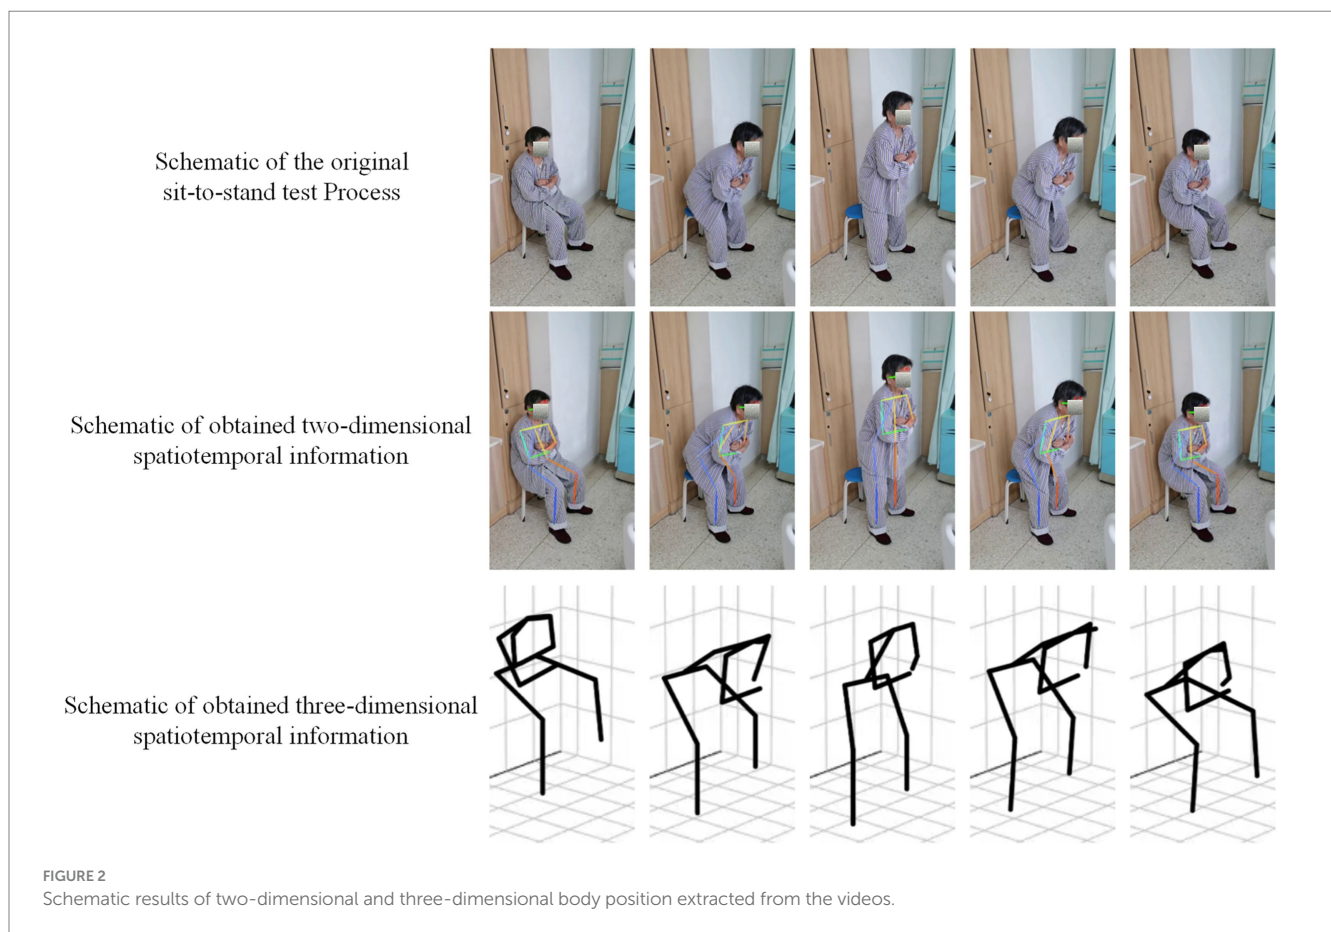 Schematic of the original
sit-to-stand test Process
Schematic of obtained two-dimensional
spatiotemporal information
Schematic of obtained three-dimensional
spatiotemporal information
FIGURE 2
Schematic results of two-dimensional and three-dimensional body position extracted from the videos.